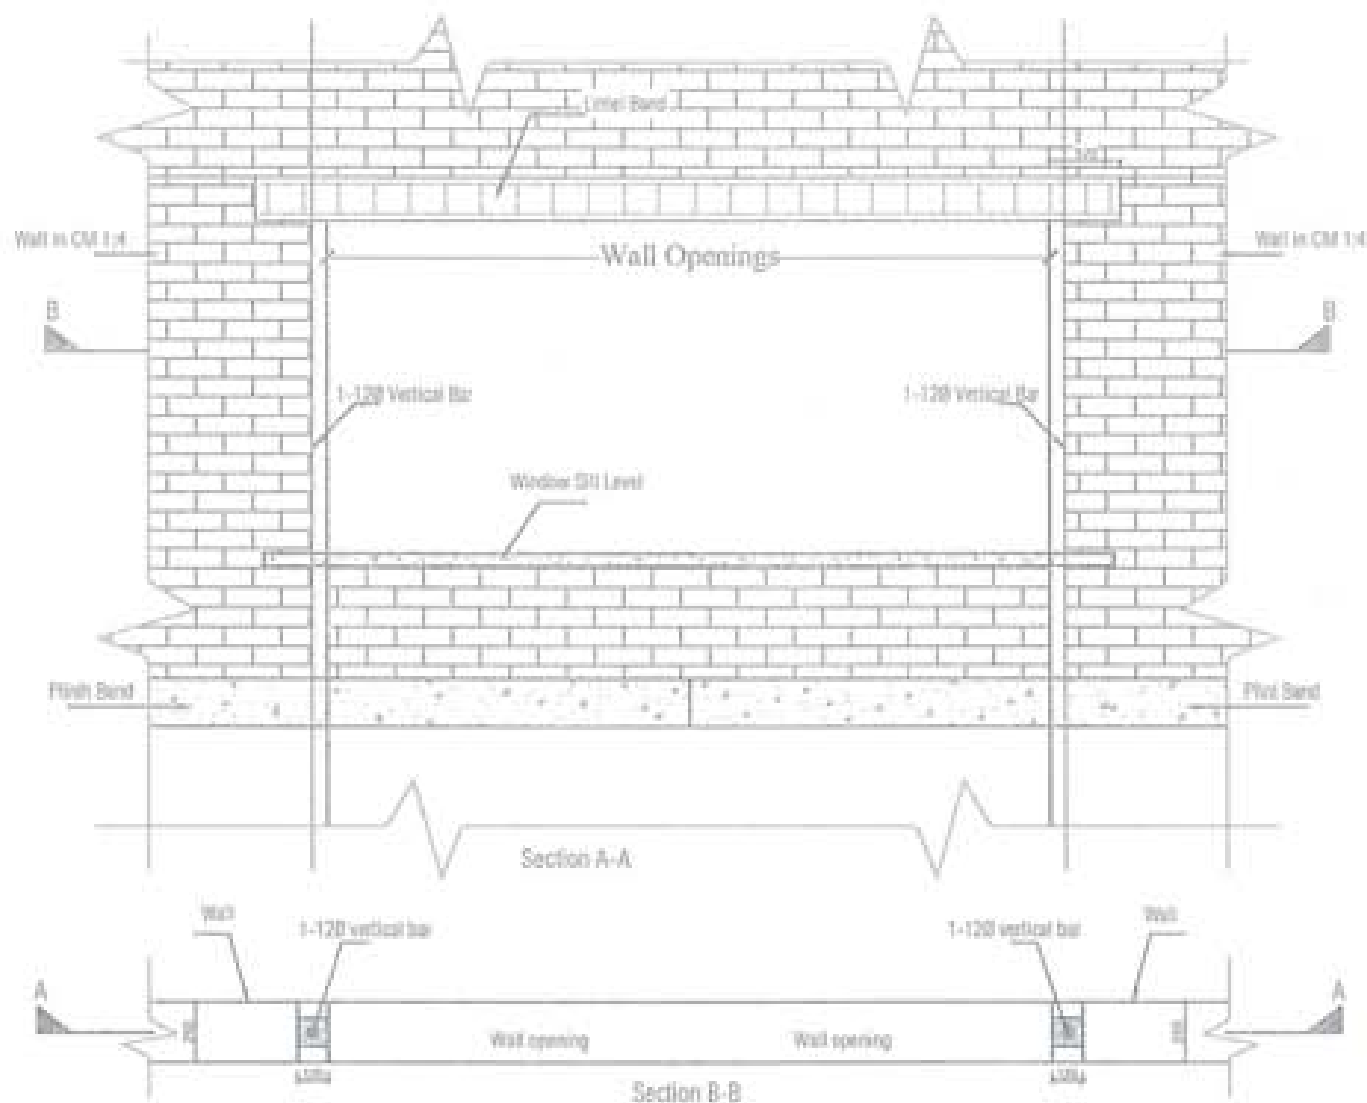 Lintel Band
Wall in CM 1:4
Wall Openings
Wall in CM 1:4
B
B
1-12Ø Vertical Bar
1-12Ø Vertical Bar
Window Sill Level
Plinth Band
Plint Band
Section A-A
Wall
1-12Ø vertical bar
1-12Ø vertical bar
Wall
A
A
Wall opening
Wall opening
Section B-B